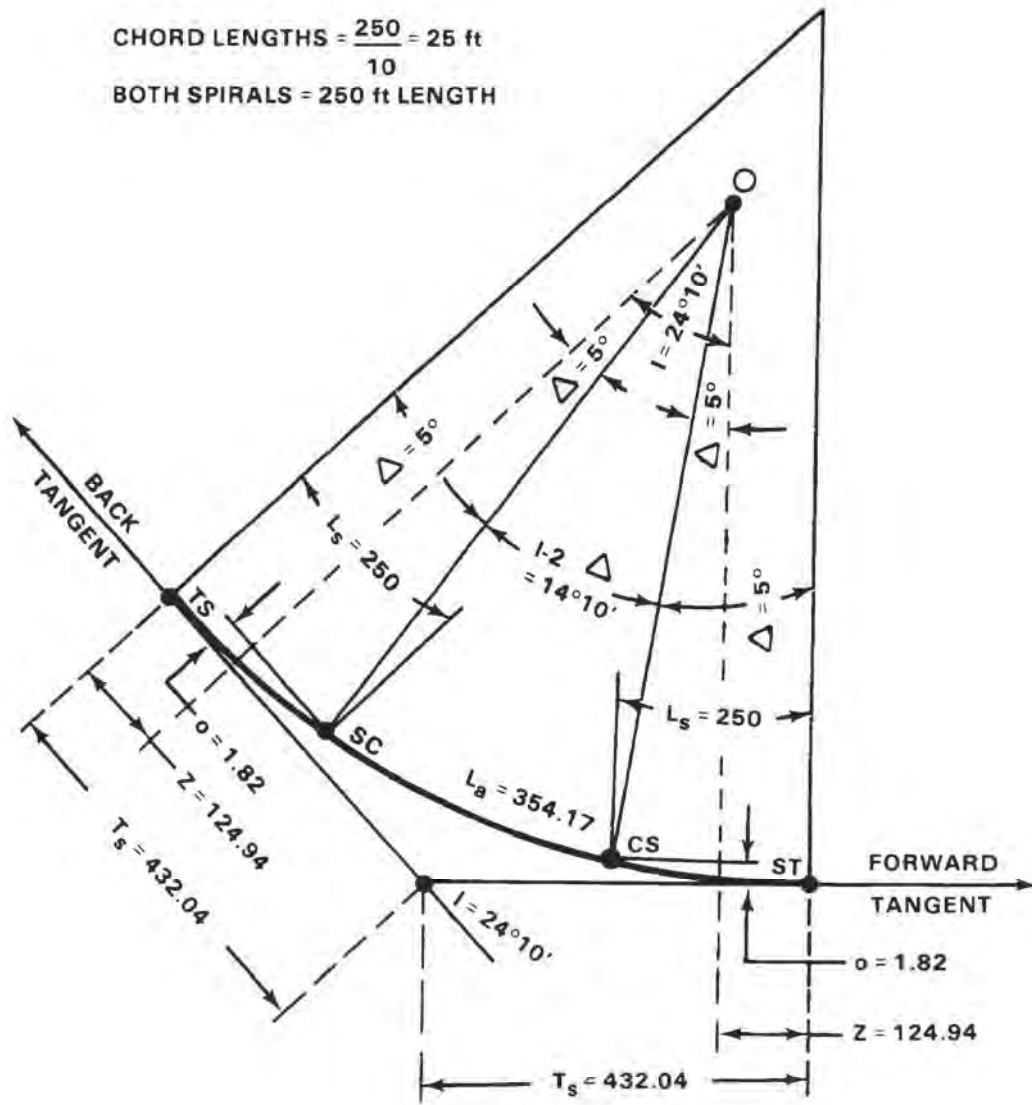 CHORD LENGTHS = 250/10 = 25 ft
BOTH SPIRALS = 250 ft LENGTH
O
I = 24°10'
△ = 5°
△ = 5°
△ = 5°
BACK
TANGENT
Ls = 250
I-2 △
= 14°10'
△ = 5°
TS
Ls = 250
SC
o = 1.82
Z = 124.94
Ts = 432.04
La = 354.17
CS
ST
FORWARD
TANGENT
I = 24°10'
o = 1.82
Z = 124.94
Ts = 432.04